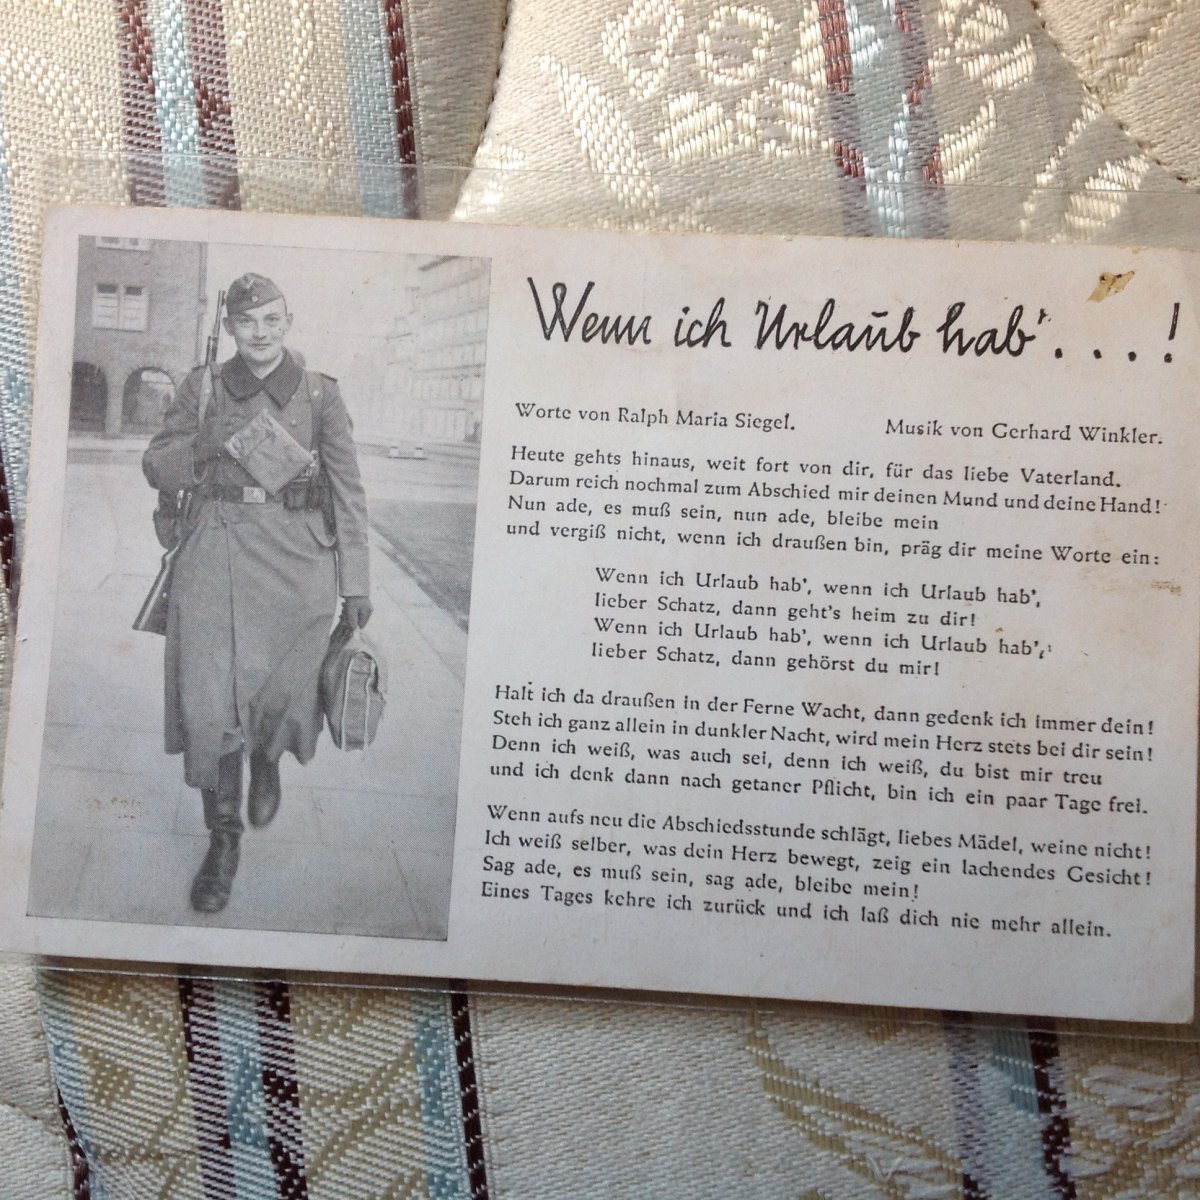 Wenn ich Urlaub hab'. . . . !
Worte von Ralph Maria Siegel. Musik von Gerhard Winkler.
Heute gehts hinaus, weit fort von dir, für das liebe Vaterland.
Darum reich nochmal zum Abschied mir deinen Mund und deine Hand!
Nun ade, es muß sein, nun ade, bleibe mein
und vergiß nicht, wenn ich draußen bin, präg dir meine Worte ein:
Wenn ich Urlaub hab', wenn ich Urlaub hab',
lieber Schatz, dann geht's heim zu dir!
Wenn ich Urlaub hab', wenn ich Urlaub hab',
lieber Schatz, dann gehörst du mir!
Halt ich da draußen in der Ferne Wacht, dann gedenk ich immer dein!
Steh ich ganz allein in dunkler Nacht, wird mein Herz stets bei dir sein!
Denn ich weiß, was auch sei, denn ich weiß, du bist mir treu
und ich denk dann nach getaner Pflicht, bin ich ein paar Tage frei.
Wenn aufs neu die Abschiedsstunde schlägt, liebes Mädel, weine nicht!
Ich weiß selber, was dein Herz bewegt, zeig ein lachendes Gesicht!
Sag ade, es muß sein, sag ade, bleibe mein!
Eines Tages kehre ich zurück und ich laß dich nie mehr allein.